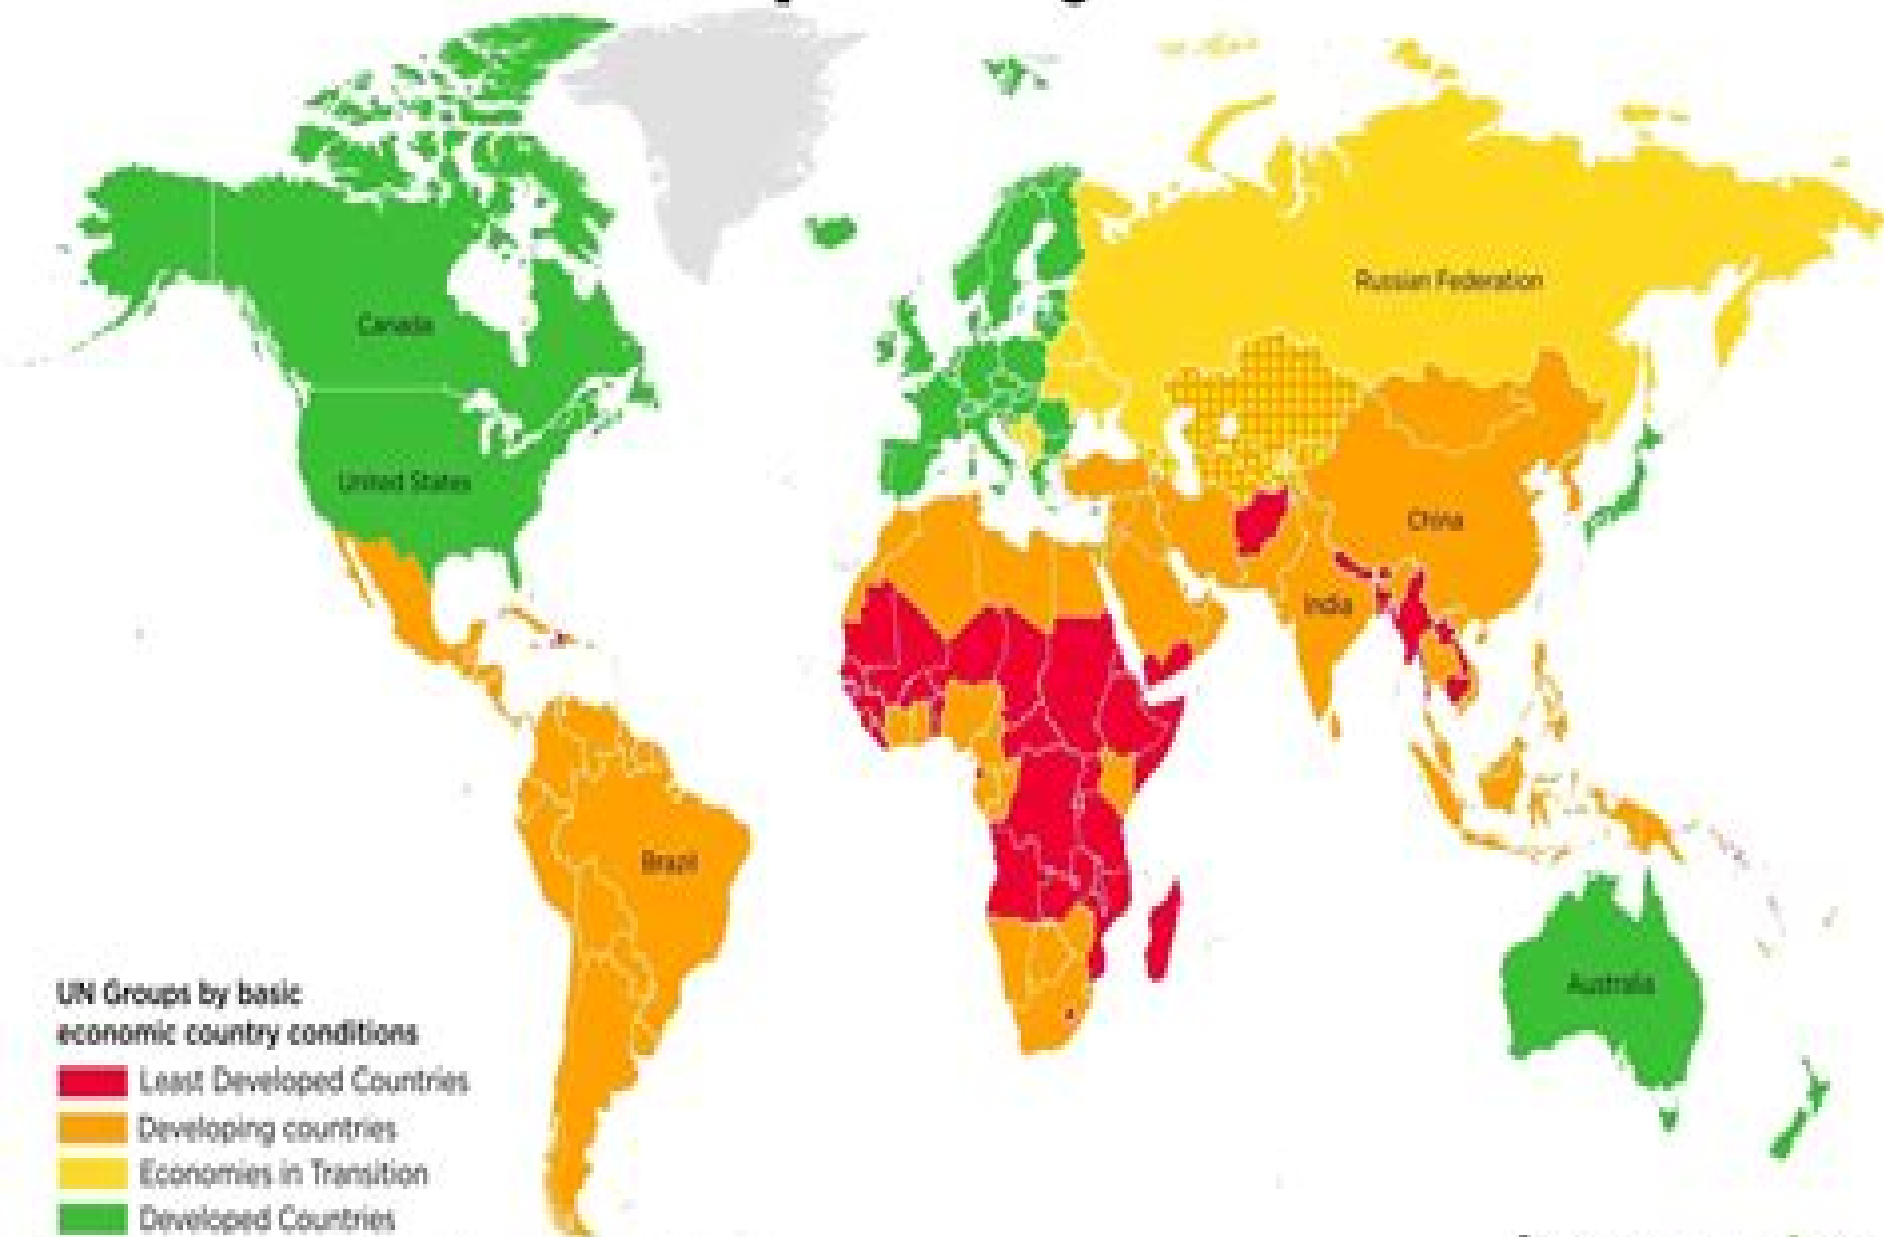 Russian Federation
Canada
United States
China
India
Brazil
Australia
UN Groups by basic
economic country conditions
Least Developed Countries
Developing countries
Economies in Transition
Developed Countries